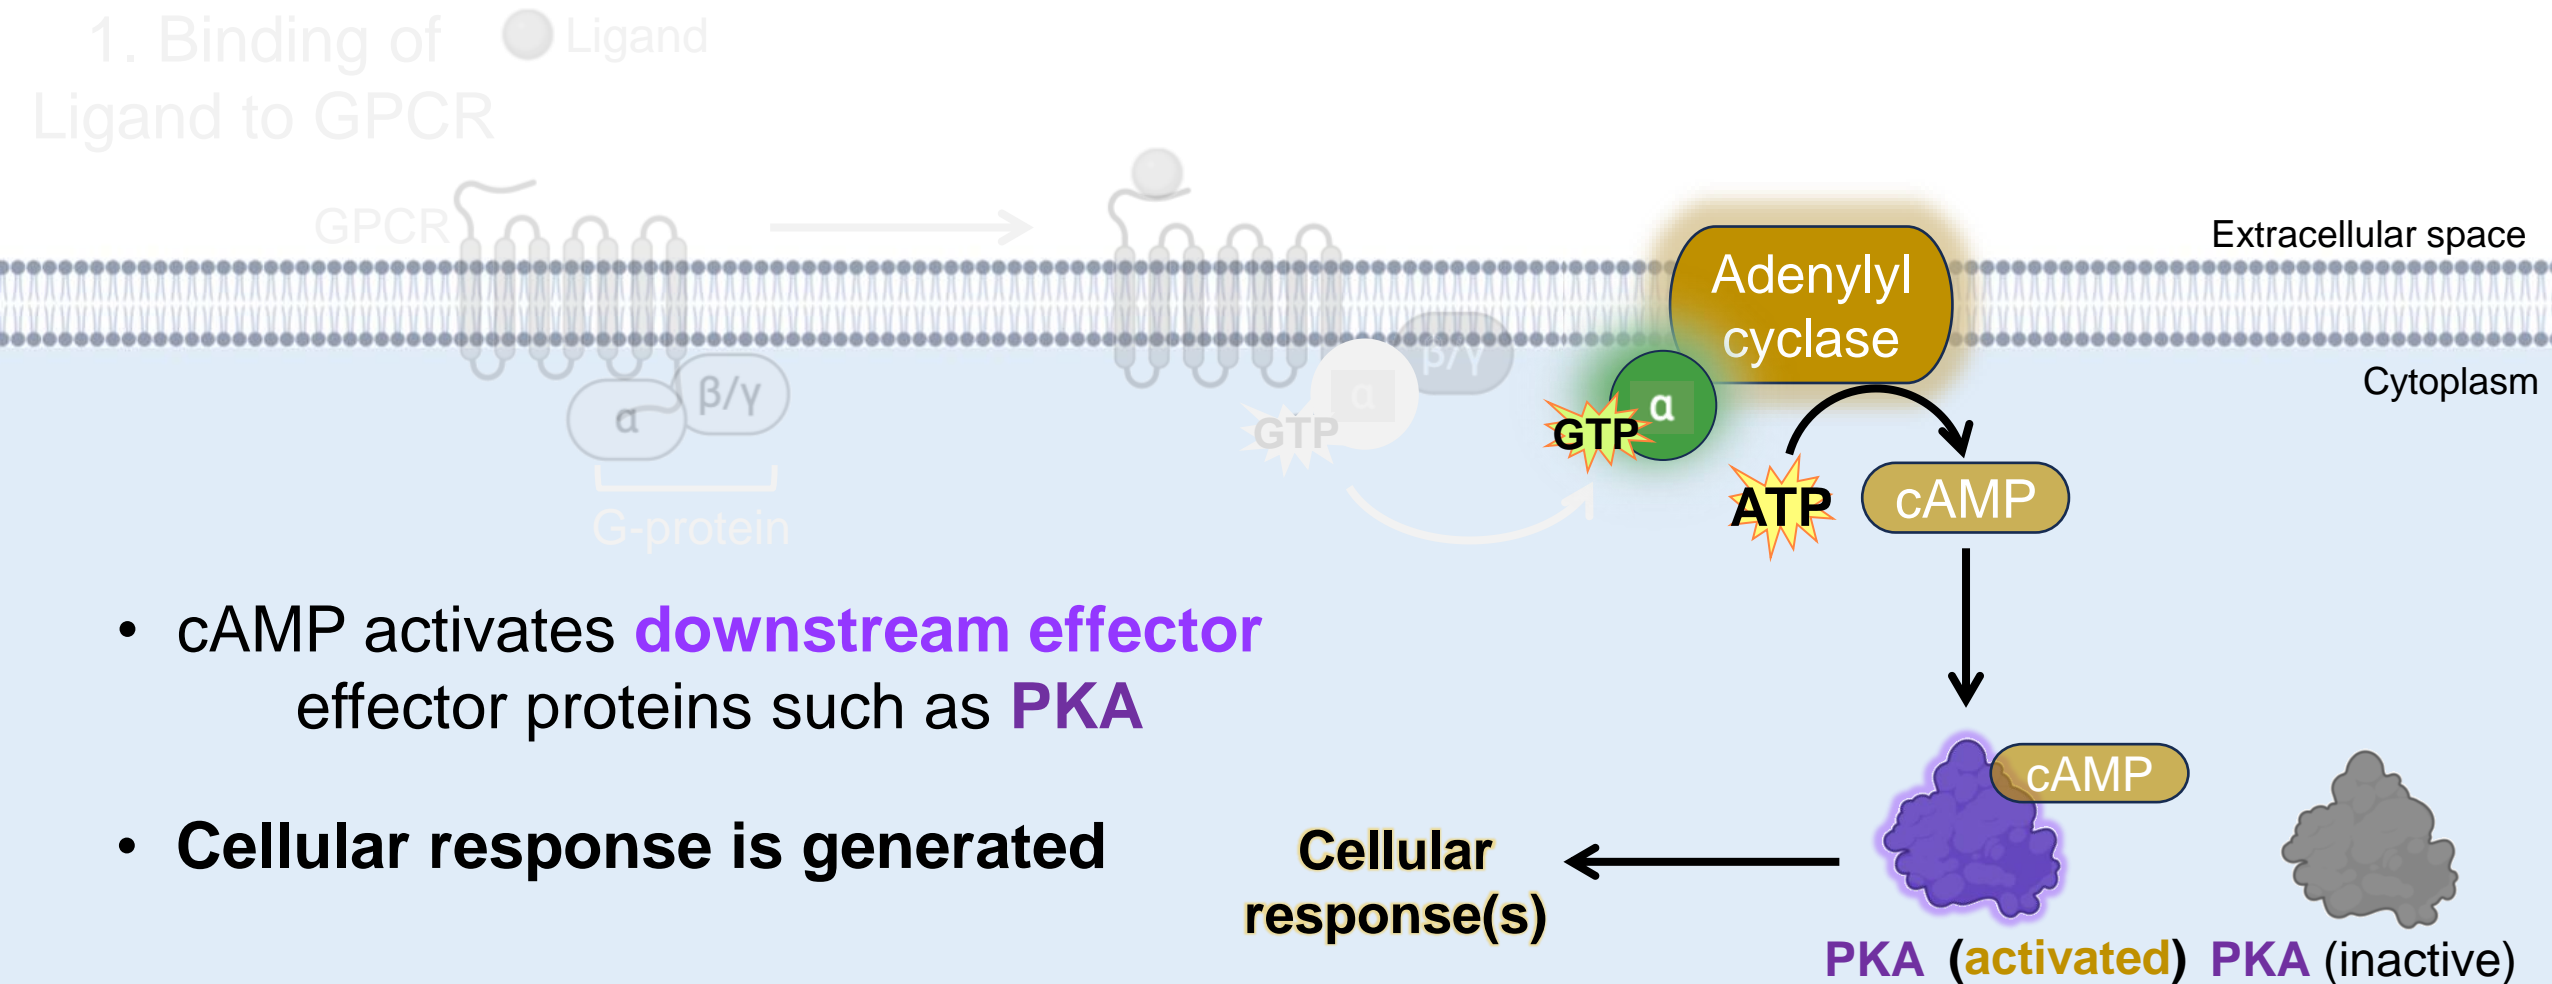 1. Binding of
Ligand to GPCR
Ligand
GPCR
Extracellular space
Adenylyl
cyclase
Cytoplasm
α
β/γ
GTP
α
β/γ
GTP
α
ATP
cAMP
G-protein
• cAMP activates downstream effector
effector proteins such as PKA
cAMP
• Cellular response is generated
Cellular
response(s)
PKA (activated)
PKA (inactive)